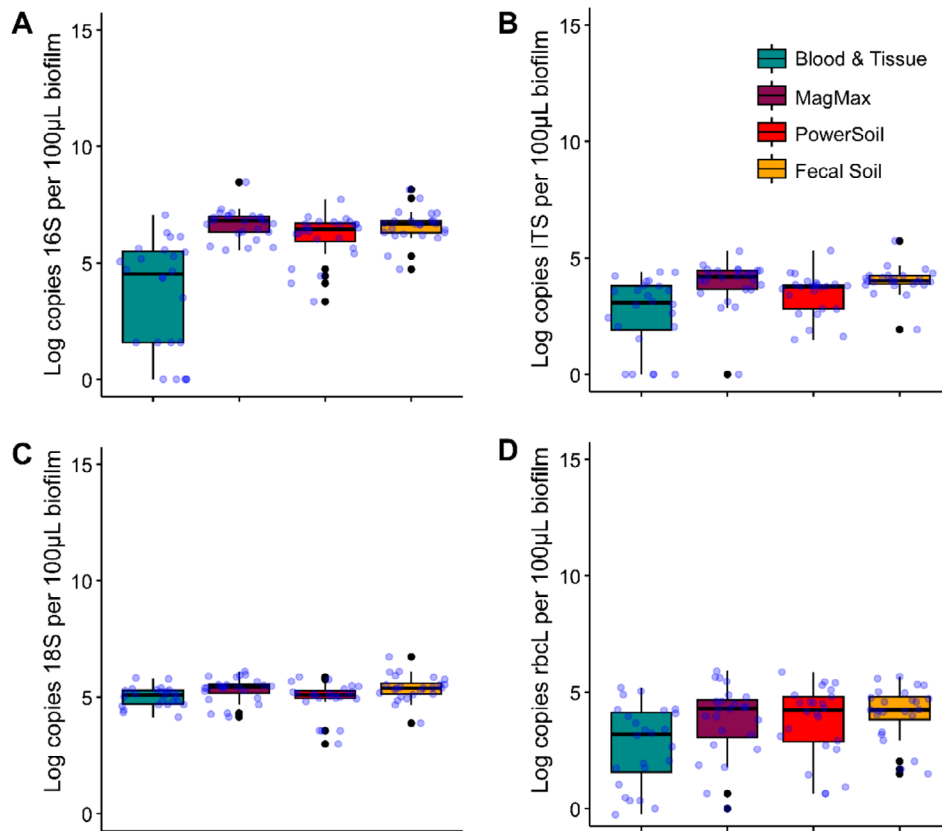 A
Log copies 16S per 100µL biofilm
15
10
5
0
B
Log copies ITS per 100µL biofilm
15
10
5
0
Blood & Tissue
MagMax
PowerSoil
Fecal Soil
C
Log copies 18S per 100µL biofilm
15
10
5
0
D
Log copies rbcL per 100µL biofilm
15
10
5
0